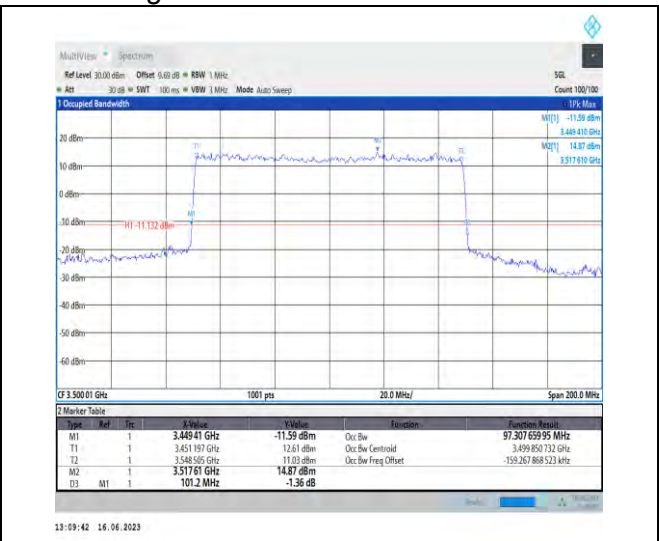 MultiView Spectrum
Ref Level 30.00 dBm Offset 9.69 dB RBW 1 MHz SGL
Att 30 dB SWT 100 ms VBW 3 MHz Mode Auto Sweep Count 100/100
1 Occupied Bandwidth 1Pk Max
M1[1] -11.59 dBm
3.449 410 GHz
M2[1] 14.87 dBm
3.517 610 GHz
20 dBm
M2
T1
T2
10 dBm
0 dBm
M1
-10 dBm
H1 -11.132 dBm
-20 dBm
-30 dBm
-40 dBm
-50 dBm
-60 dBm
CF 3.500 01 GHz 1001 pts 20.0 MHz/ Span 200.0 MHz
2 Marker Table
Type Ref Trc X-Value Y-Value Function Function Result
M1 1 3.449 41 GHz -11.59 dBm Occ Bw 97.307 659 95 MHz
T1 1 3.451 197 GHz 12.61 dBm Occ Bw Centroid 3.499 850 732 GHz
T2 1 3.548 505 GHz 11.03 dBm Occ Bw Freq Offset -159.267 868 523 kHz
M2 1 3.517 61 GHz 14.87 dBm
D3 M1 1 101.2 MHz -1.36 dB
13:09:42 16.06.2023